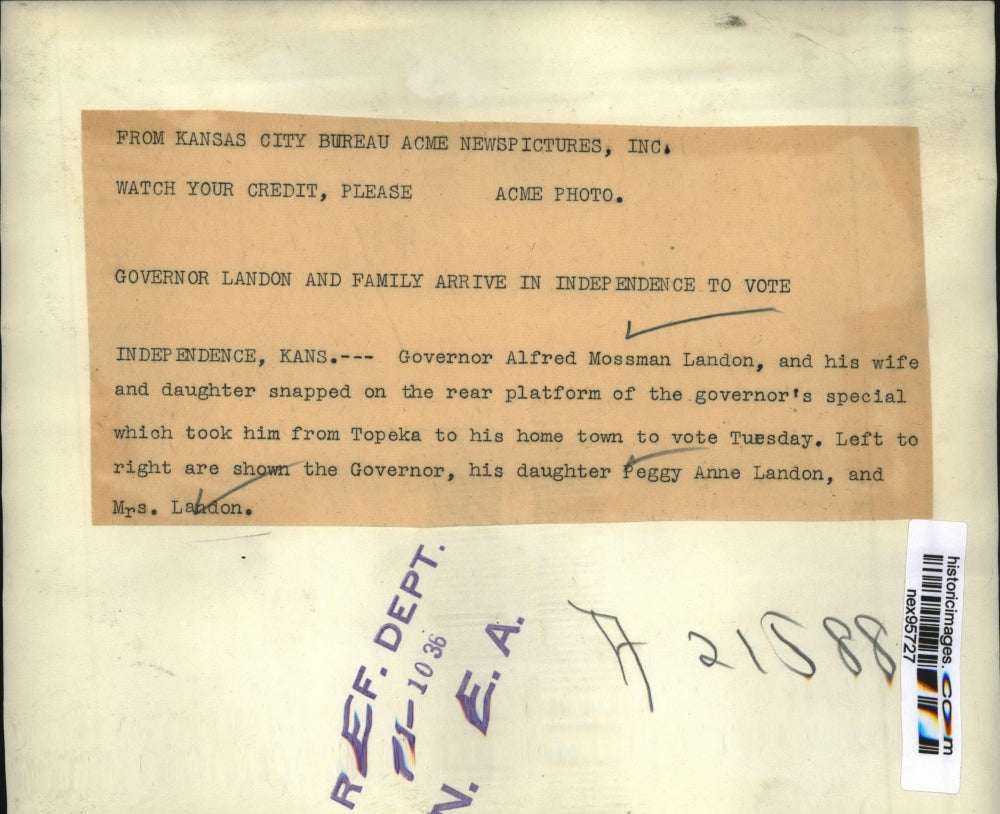 FROM KANSAS CITY BUREAU ACME NEWSPICTURES, INC.
WATCH YOUR CREDIT, PLEASE ACME PHOTO.
GOVERNOR LANDON AND FAMILY ARRIVE IN INDEPENDENCE TO VOTE
INDEPENDENCE, KANS.--- Governor Alfred Mossman Landon, and his wife
and daughter snapped on the rear platform of the governor's special
which took him from Topeka to his home town to vote Tuesday. Left to
right are shown the Governor, his daughter Peggy Anne Landon, and
Mrs. Landon.
REF. DEPT.
11-10 36
N. E. A.
A 21588
historicimages.com
nex95727